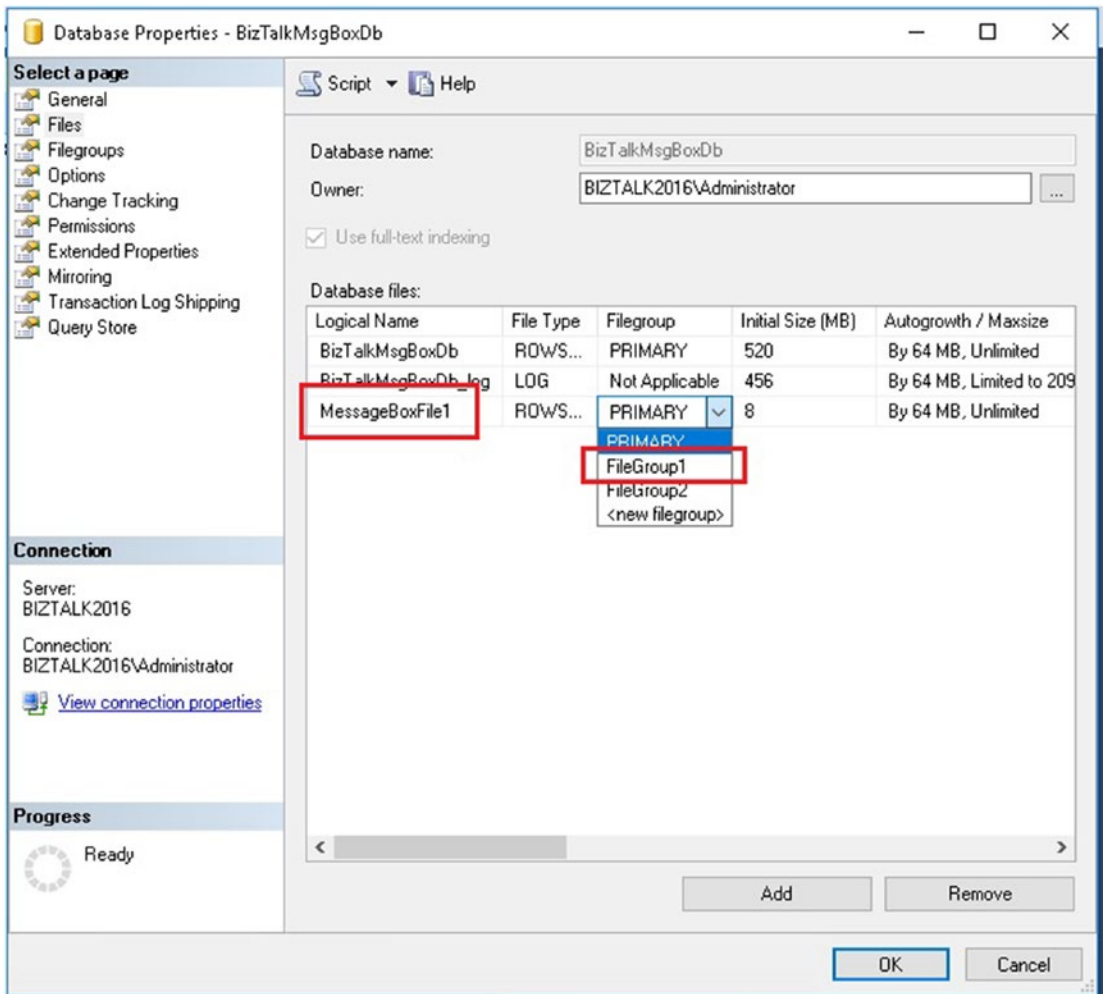 Database Properties - BizTalkMsgBoxDb
Select a page
General
Files
Filegroups
Options
Change Tracking
Permissions
Extended Properties
Mirroring
Transaction Log Shipping
Query Store
Script Help
Database name: BizTalkMsgBoxDb
Owner: BIZTALK2016\Administrator ...
Use full-text indexing
Database files:
Logical Name File Type Filegroup Initial Size (MB) Autogrowth / Maxsize
BizTalkMsgBoxDb ROWS... PRIMARY 520 By 64 MB, Unlimited
BizTalkMsgBoxDb_log LOG Not Applicable 456 By 64 MB, Limited to 209
MessageBoxFile1 ROWS... PRIMARY 8 By 64 MB, Unlimited
PRIMARY
FileGroup1
FileGroup2
<new filegroup>
Connection
Server:
BIZTALK2016
Connection:
BIZTALK2016\Administrator
View connection properties
Progress
Ready
Add Remove
OK Cancel